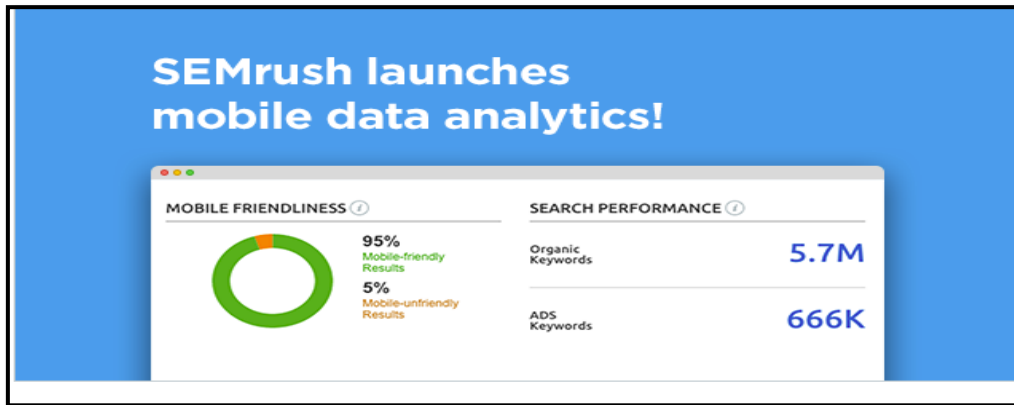 SEMrush launches
mobile data analytics!
MOBILE FRIENDLINESS i
95%
Mobile-friendly
Results
5%
Mobile-unfriendly
Results
SEARCH PERFORMANCE i
Organic
Keywords
5.7M
ADS
Keywords
666K